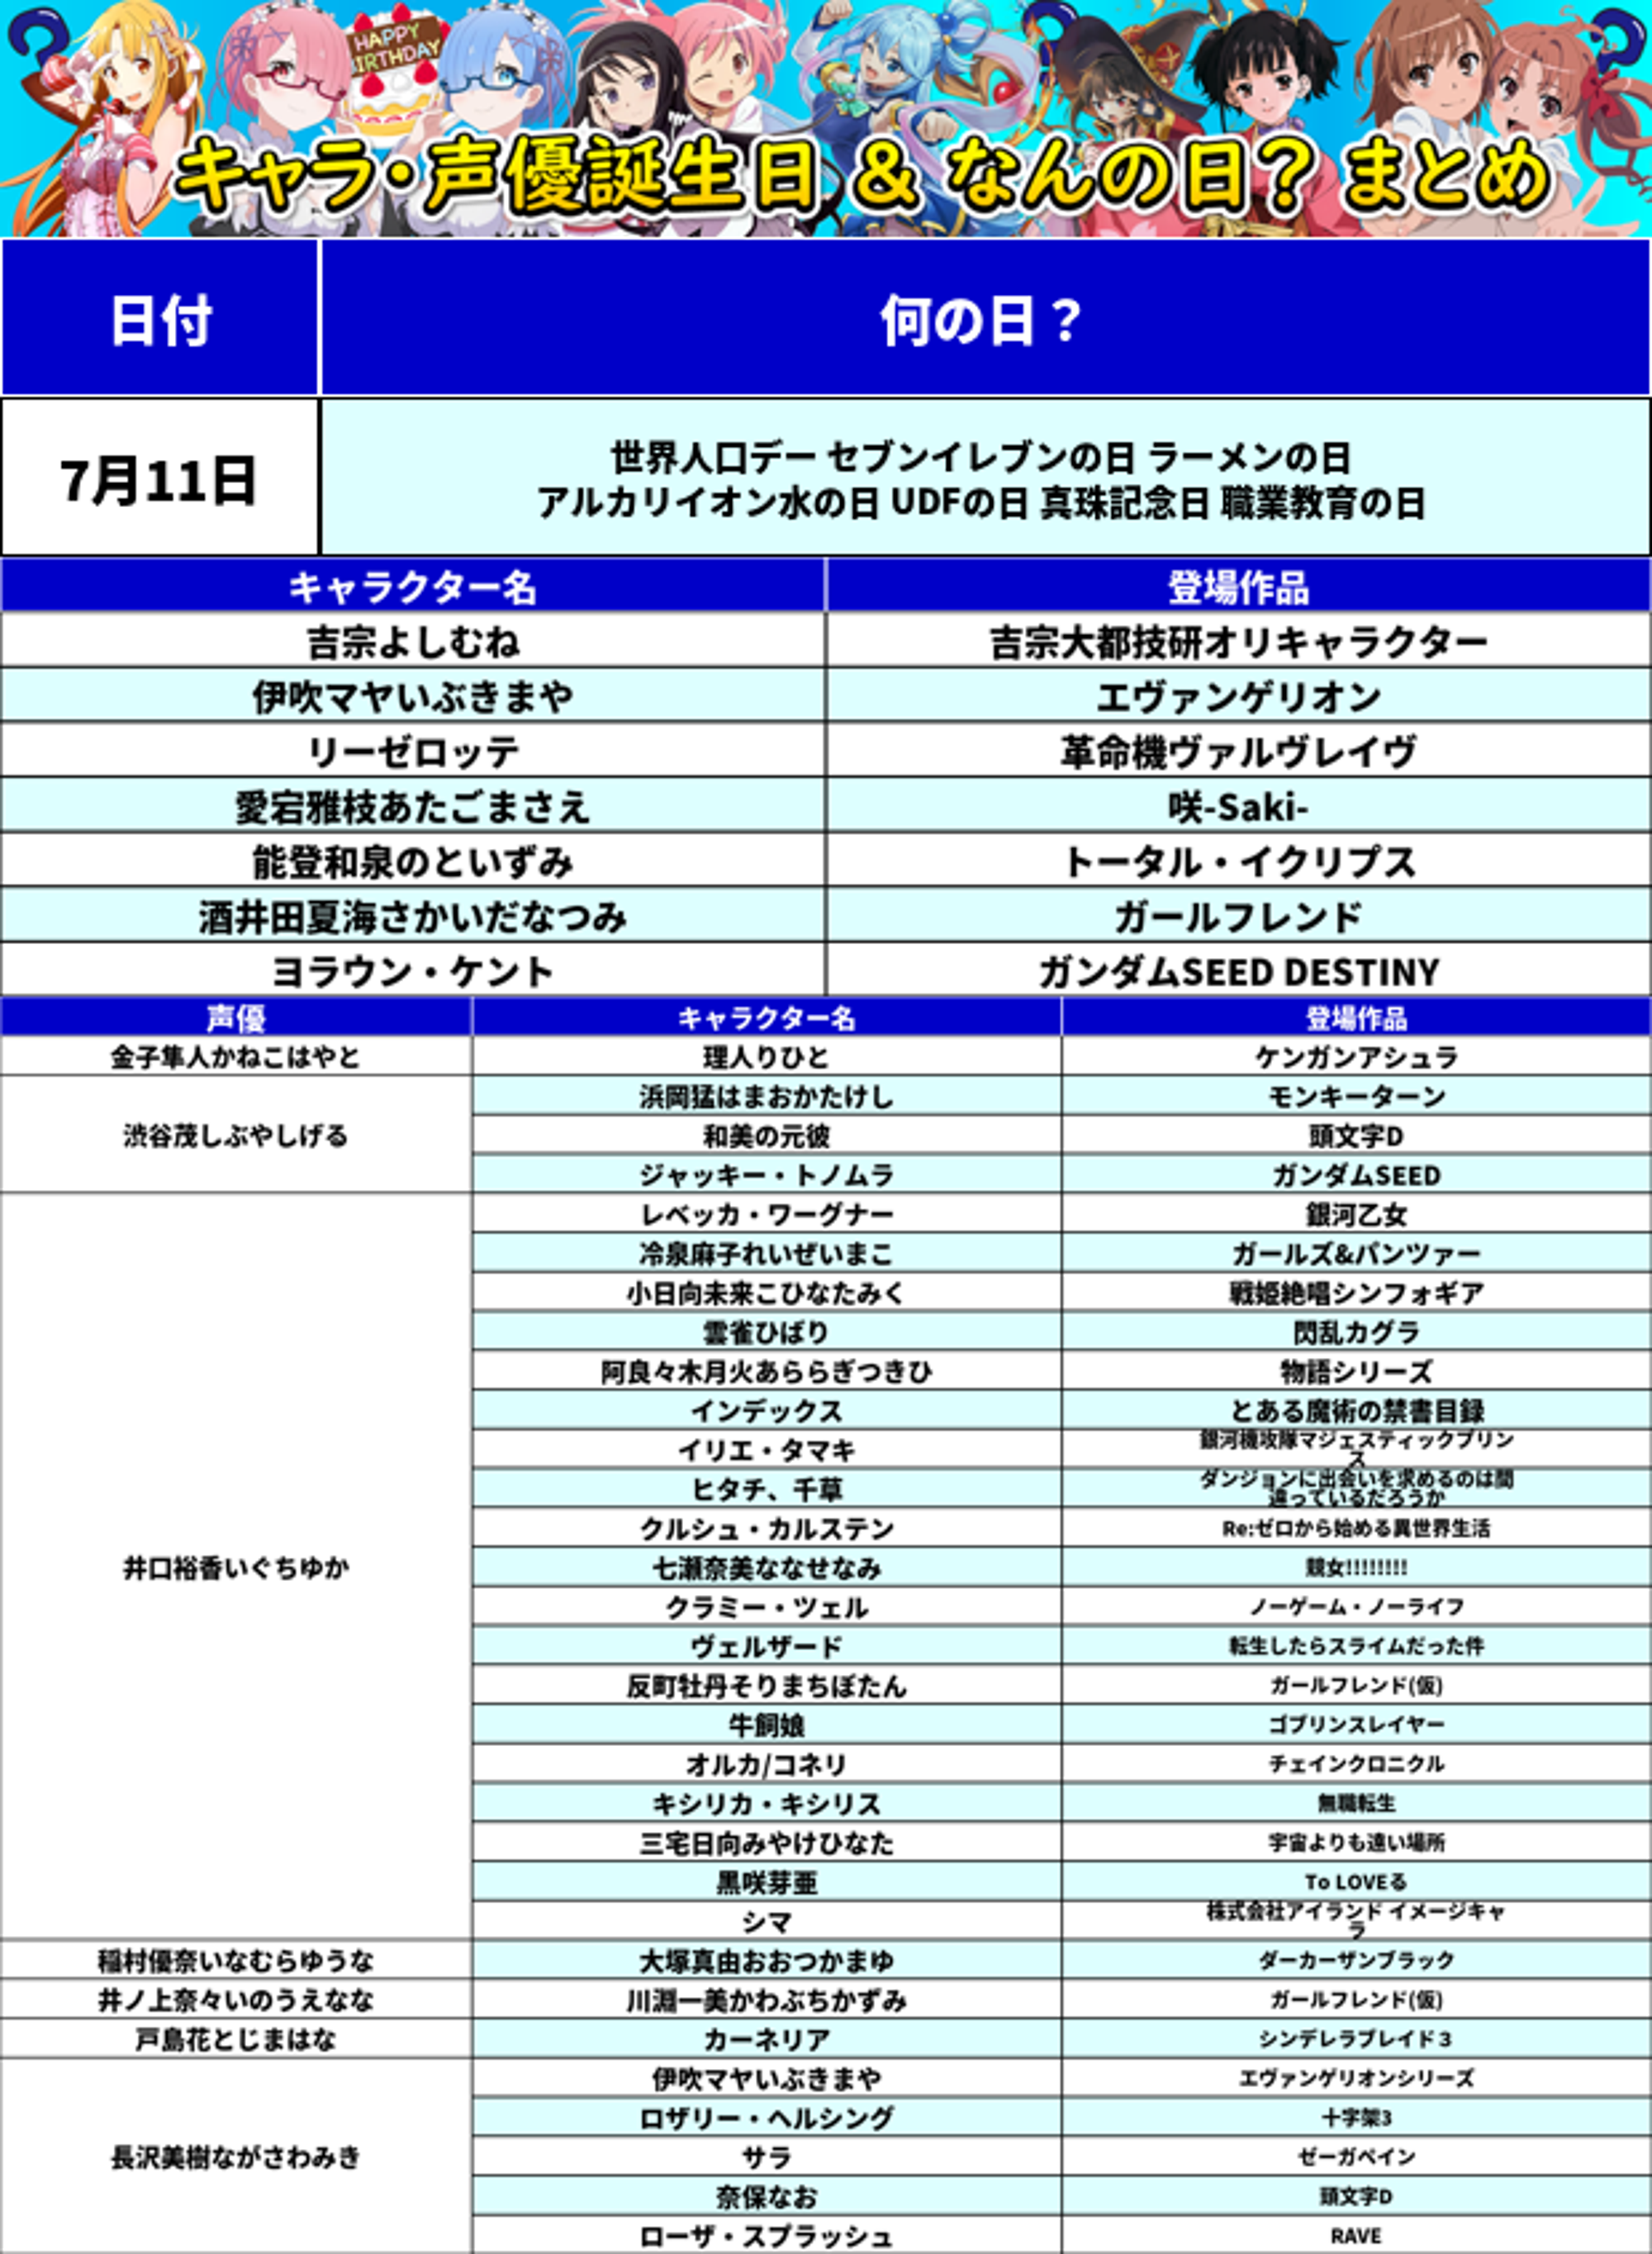 HAPPY
BIRTHDAY
キャラ・声優誕生日 & なんの日? まとめ
日付 何の日？
7月11日
世界人口デー セブンイレブンの日 ラーメンの日
アルカリイオン水の日 UDFの日 真珠記念日 職業教育の日
キャラクター名 登場作品
吉宗よしむね 吉宗大都技研オリキャラクター
伊吹マヤいぶきまや エヴァンゲリオン
リーゼロッテ 革命機ヴァルヴレイヴ
愛宕雅枝あたごまさえ 咲-Saki-
能登和泉のといずみ トータル・イクリプス
酒井田夏海さかいだなつみ ガールフレンド
ヨラウン・ケント ガンダムSEED DESTINY
声優 キャラクター名 登場作品
金子隼人かねこはやと 理人りひと ケンガンアシュラ
渋谷茂しぶやしげる
浜岡猛はまおかたけし モンキーターン
和美の元彼 頭文字D
ジャッキー・トノムラ ガンダムSEED
井口裕香いぐちゆか
レベッカ・ワーグナー 銀河乙女
冷泉麻子れいぜいまこ ガールズ&パンツァー
小日向未来こひなたみく 戦姫絶唱シンフォギア
雲雀ひばり 閃乱カグラ
阿良々木月火あららぎつきひ 物語シリーズ
インデックス とある魔術の禁書目録
イリエ・タマキ 銀河機攻隊マジェスティックプリン
ス
ヒタチ、千草 ダンジョンに出会いを求めるのは間
違っているだろうか
クルシュ・カルステン Re:ゼロから始める異世界生活
七瀬奈美ななせなみ 競女!!!!!!!!
クラミー・ツェル ノーゲーム・ノーライフ
ヴェルザード 転生したらスライムだった件
反町牡丹そりまちぼたん ガールフレンド(仮)
牛飼娘 ゴブリンスレイヤー
オルカ/コネリ チェインクロニクル
キシリカ・キシリス 無職転生
三宅日向みやけひなた 宇宙よりも遠い場所
黒咲芽亜 To LOVEる
シマ 株式会社アイランド イメージキャ
ラ
稲村優奈いなむらゆうな 大塚真由おおつかまゆ ダーカーザンブラック
井ノ上奈々いのうえなな 川淵一美かわぶちかずみ ガールフレンド(仮)
戸島花とじまはな カーネリア シンデレラブレイド３
長沢美樹ながさわみき
伊吹マヤいぶきまや エヴァンゲリオンシリーズ
ロザリー・ヘルシング 十字架3
サラ ゼーガペイン
奈保なお 頭文字D
ローザ・スプラッシュ RAVE